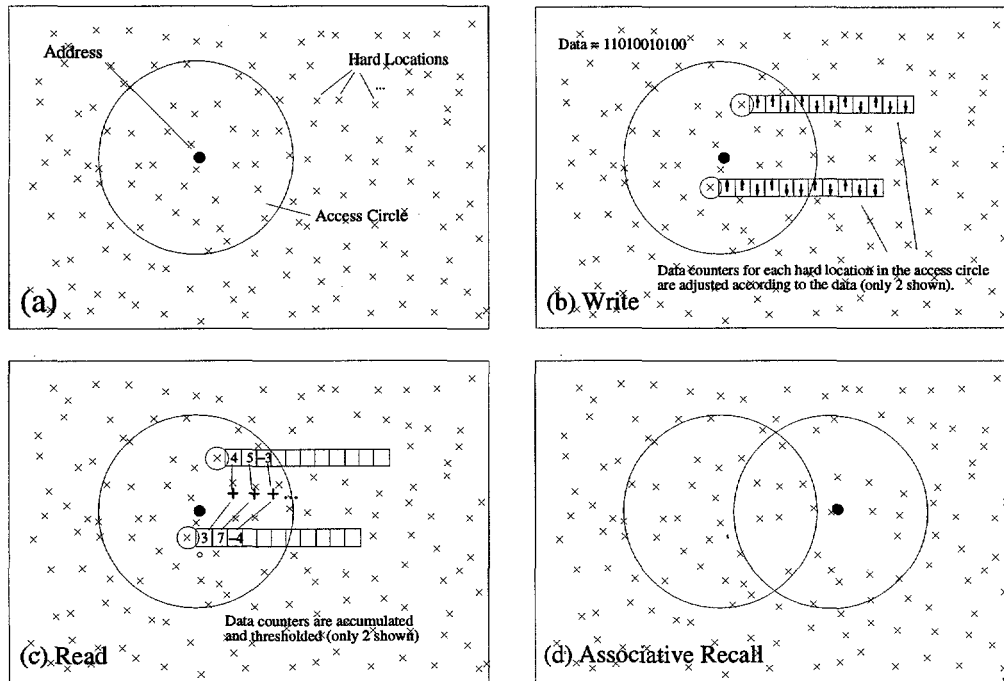 Address
Hard Locations
...
Access Circle
(a)
Data = 11010010100
Data counters for each hard location in the access circle
are adjusted according to the data (only 2 shown).
(b) Write
4 5 -3
+ + + ...
3 7 -4
Data counters are accumulated
and thresholded (only 2 shown)
(c) Read
(d) Associative Recall